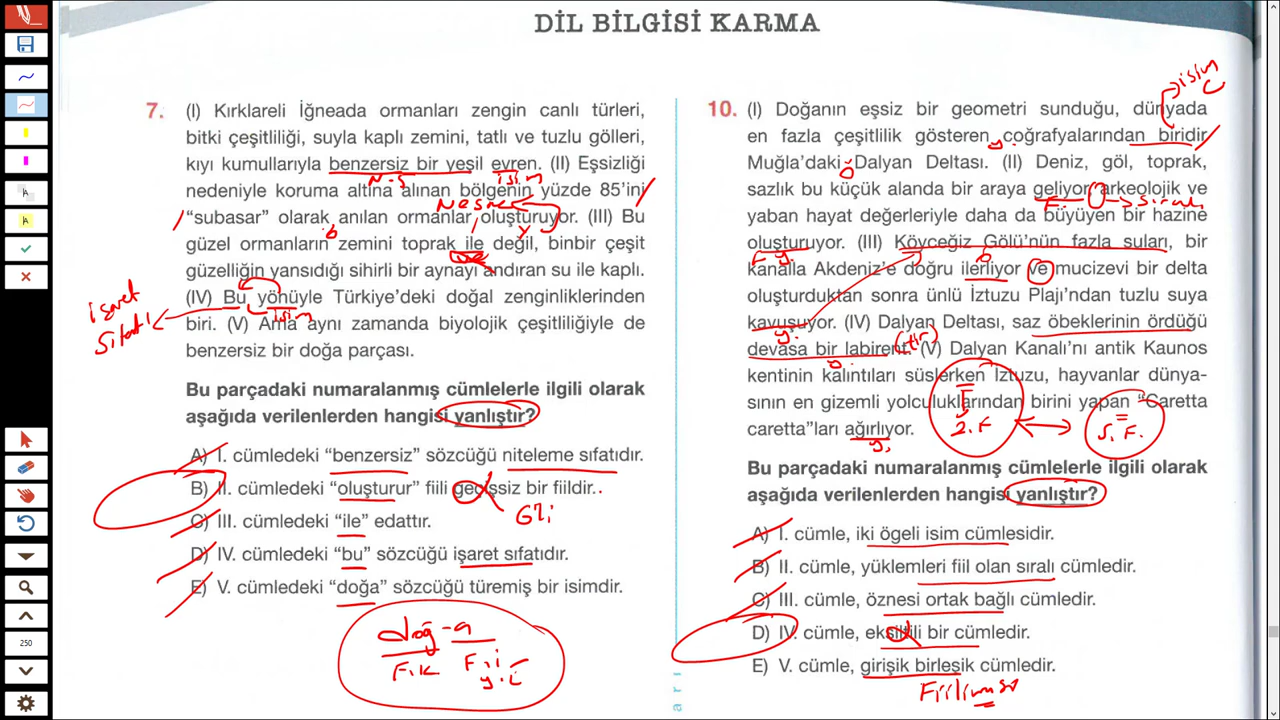 DİL BİLGİSİ KARMA
7. (I) Kırklareli İğneada ormanları zengin canlı türleri,
bitki çeşitliliği, suyla kaplı zemini, tatlı ve tuzlu gölleri,
kıyı kumullarıyla benzersiz bir yeşil evren. (II) Eşsizliği
N.S isim
nedeniyle koruma altına alınan bölgenin yüzde 85'ini
Nesne
"subasar" olarak anılan ormanlar oluşturuyor. (III) Bu
ö y
güzel ormanların zemini toprak ile değil, binbir çeşit
güzelliğin yansıdığı sihirli bir aynayı andıran su ile kaplı.
(IV) Bu yönüyle Türkiye'deki doğal zenginliklerinden
işaret sıfatı isim
biri. (V) Ama aynı zamanda biyolojik çeşitliliğiyle de
benzersiz bir doğa parçası.
Bu parçadaki numaralanmış cümlelerle ilgili olarak
aşağıda verilenlerden hangisi yanlıştır?
A) I. cümledeki "benzersiz" sözcüğü niteleme sıfatıdır.
B) II. cümledeki "oluşturur" fiili geçişsiz bir fiildir.
Gli
C) III. cümledeki "ile" edattır.
D) IV. cümledeki "bu" sözcüğü işaret sıfatıdır.
E) V. cümledeki "doğa" sözcüğü türemiş bir isimdir.
doğ-a
F.K F.i
y.E
isim
C
10. (I) Doğanın eşsiz bir geometri sunduğu, dünyada
en fazla çeşitlilik gösteren coğrafyalarından biridir
y.
Muğla'daki Dalyan Deltası. (II) Deniz, göl, toprak,
ö
sazlık bu küçük alanda bir araya geliyor, arkeolojik ve
F. sıralı
yaban hayat değerleriyle daha da büyüyen bir hazine
oluşturuyor. (III) Köyceğiz Gölü'nün fazla suları, bir
F y. ö
kanalla Akdeniz'e doğru ilerliyor ve mucizevi bir delta
oluşturduktan sonra ünlü İztuzu Plajı'ndan tuzlu suya
kavuşuyor. (IV) Dalyan Deltası, saz öbeklerinin ördüğü
y. (tir)
devasa bir labirent. (V) Dalyan Kanalı'nı antik Kaunos
kentinin kalıntıları süslerken İztuzu, hayvanlar dünya-
sının en gizemli yolculuklarından birini yapan "Caretta
caretta"ları ağırlıyor.
y.
2. F
Bu parçadaki numaralanmış cümlelerle ilgili olarak
aşağıda verilenlerden hangisi yanlıştır?
A) I. cümle, iki ögeli isim cümlesidir.
B) II. cümle, yüklemleri fiil olan sıralı cümledir.
C) III. cümle, öznesi ortak bağlı cümledir.
D) IV. cümle, eksiltili bir cümledir.
E) V. cümle, girişik birleşik cümledir.
Fiilimsi
250